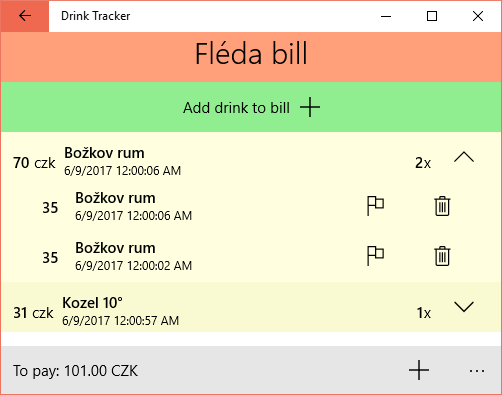 Drink Tracker
Fléda bill
Add drink to bill
70 czk Božkov rum 2x
6/9/2017 12:00:06 AM
35 Božkov rum
6/9/2017 12:00:06 AM
35 Božkov rum
6/9/2017 12:00:02 AM
31 czk Kozel 10° 1x
6/9/2017 12:00:57 AM
To pay: 101.00 CZK